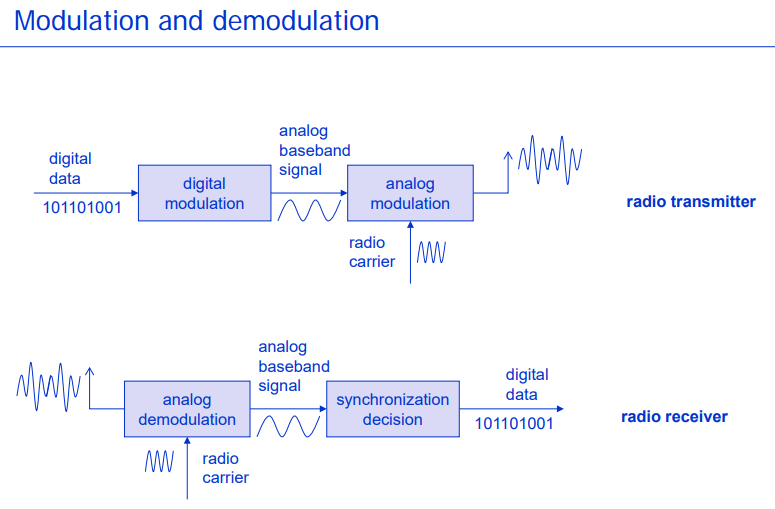 Modulation and demodulation
analog
baseband
signal
digital
data
101101001
digital
modulation
analog
modulation
radio transmitter
radio
carrier
analog
baseband
signal
analog
demodulation
synchronization
decision
digital
data
101101001
radio receiver
radio
carrier